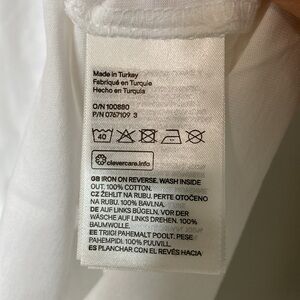 Made in Turkey
Fabriqué en Turquie
Hecho en Turquía
O/N 100880
P/N 0767109 3
40
clevercare.info
GB IRON ON REVERSE. WASH INSIDE
OUT. 100% COTTON.
CZ ŽEHLIT NA RUBU. PERTE OTOČENO
NA RUBU. 100% BAVLNA.
DE AUF LINKS BÜGELN. VOR DER
WÄSCHE AUF LINKS DREHEN. 100%
BAUMWOLLE.
EE TRIIGI PAHEMALT POOLT. PESE
PAHEMPIDI. 100% PUUVILL.
ES PLANCHAR CON EL REVÉS HACIA